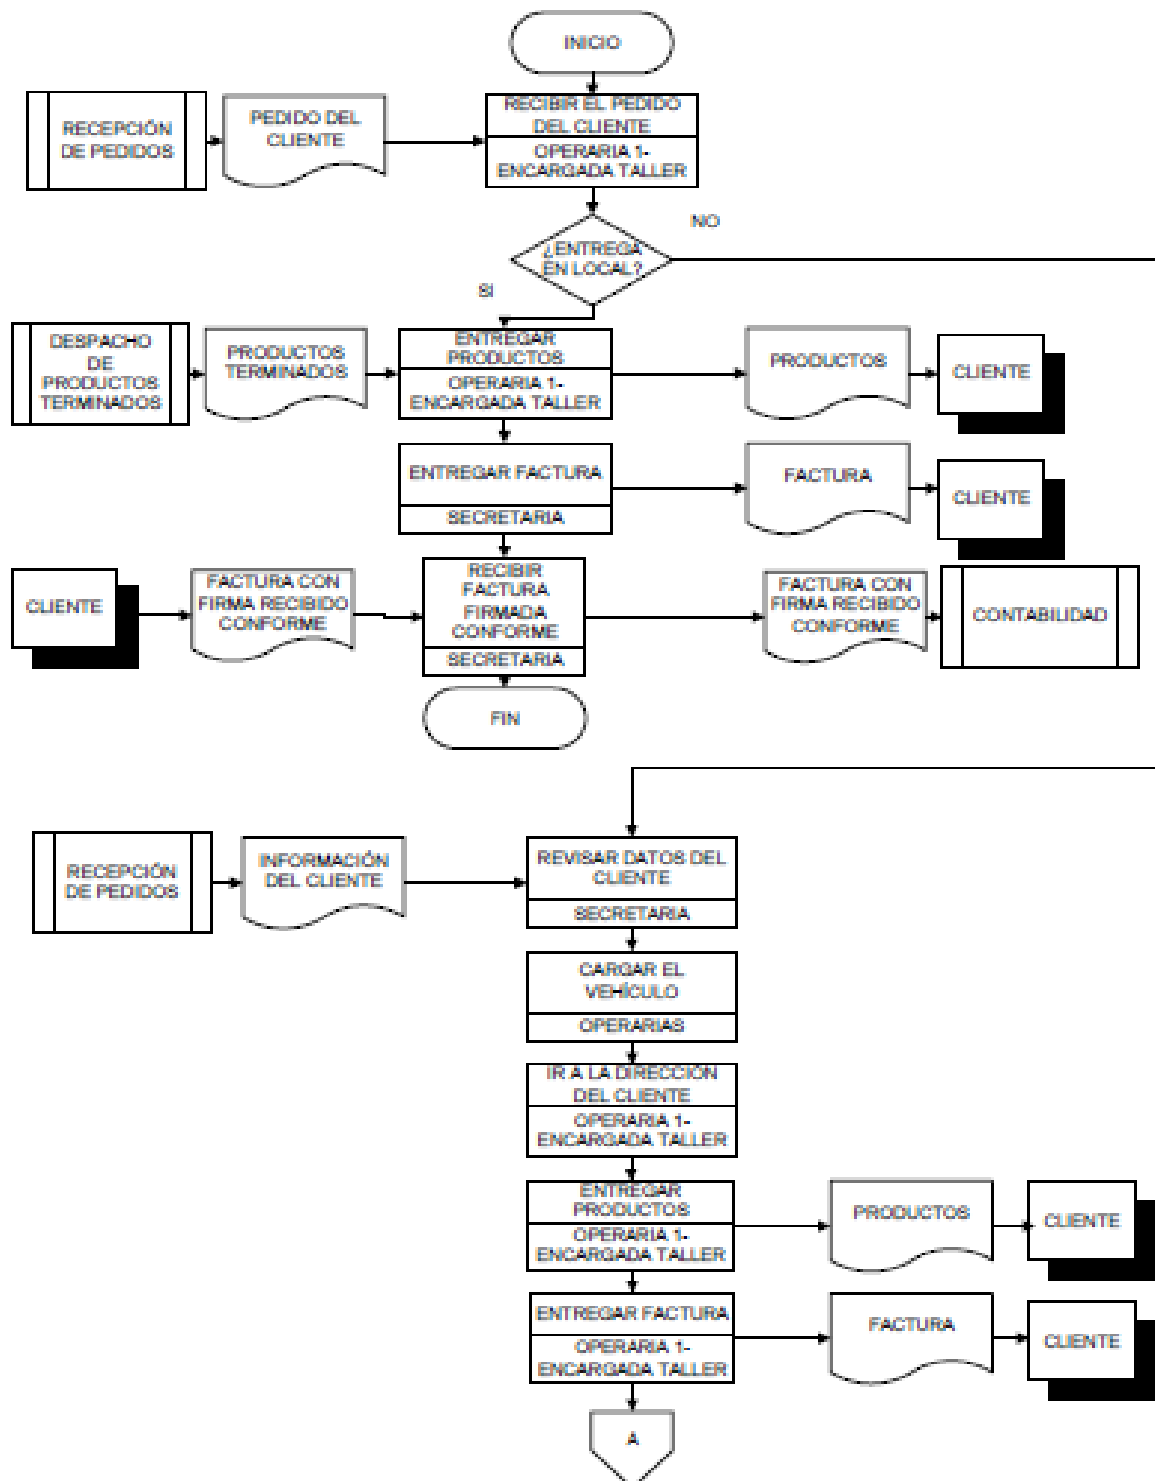 INICIO
RECEPCIÓN
DE PEDIDOS
PEDIDO DEL
CLIENTE
RECIBIR EL PEDIDO
DEL CLIENTE
OPERARIA 1-
ENCARGADA TALLER
NO
¿ENTREGA
EN LOCAL?
SI
DESPACHO
DE
PRODUCTOS
TERMINADOS
PRODUCTOS
TERMINADOS
ENTREGAR
PRODUCTOS
OPERARIA 1-
ENCARGADA TALLER
PRODUCTOS
CLIENTE
ENTREGAR FACTURA
SECRETARIA
FACTURA
CLIENTE
CLIENTE
FACTURA CON
FIRMA RECIBIDO
CONFORME
RECIBIR
FACTURA
FIRMADA
CONFORME
SECRETARIA
FACTURA CON
FIRMA RECIBIDO
CONFORME
CONTABILIDAD
FIN
RECEPCIÓN
DE PEDIDOS
INFORMACIÓN
DEL CLIENTE
REVISAR DATOS DEL
CLIENTE
SECRETARIA
CARGAR EL
VEHÍCULO
OPERARIAS
IR A LA DIRECCIÓN
DEL CLIENTE
OPERARIA 1-
ENCARGADA TALLER
ENTREGAR
PRODUCTOS
OPERARIA 1-
ENCARGADA TALLER
PRODUCTOS
CLIENTE
ENTREGAR FACTURA
OPERARIA 1-
ENCARGADA TALLER
FACTURA
CLIENTE
A